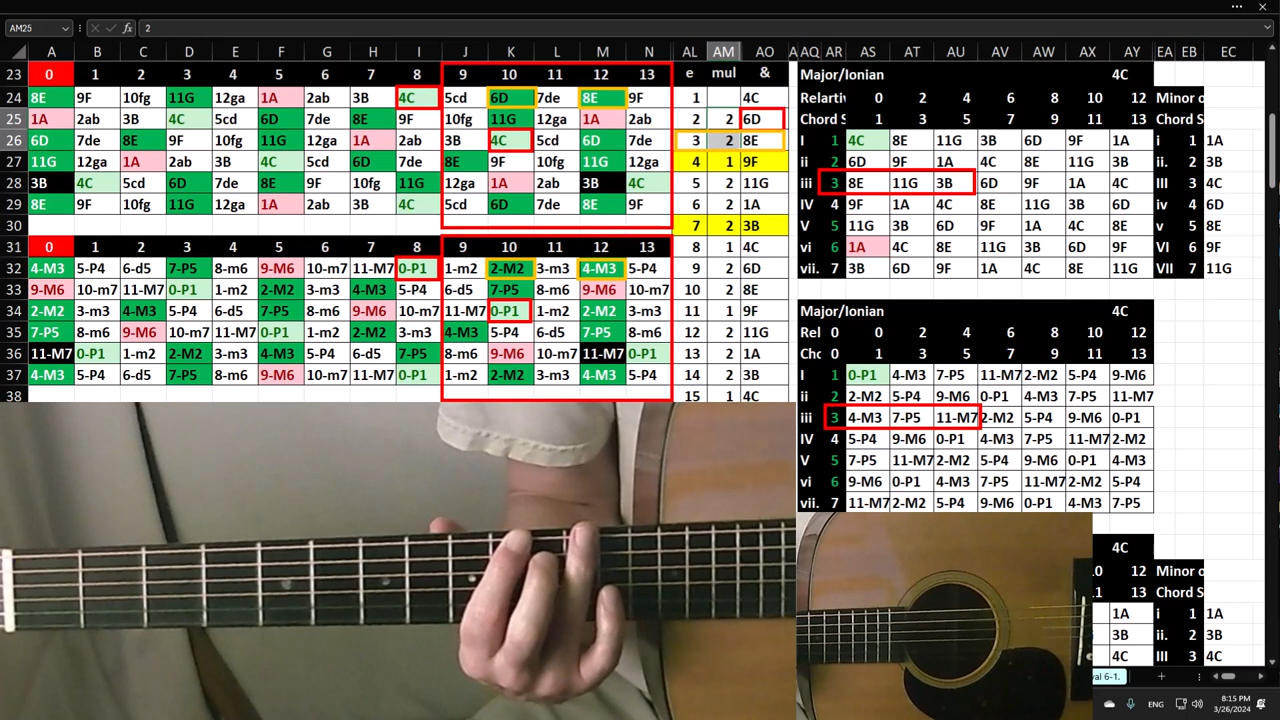 AM25 fx 2
A B C D E F G H I J K L M N AL AM AO A AQ AR AS AT AU AV AW AX AY EA EB EC
23 0 1 2 3 4 5 6 7 8 9 10 11 12 13 e mul & Major/Ionian 4C
24 8E 9F 10fg 11G 12ga 1A 2ab 3B 4C 5cd 6D 7de 8E 9F 1 4C Relartiv 0 2 4 6 8 10 12 Minor o
25 1A 2ab 3B 4C 5cd 6D 7de 8E 9F 10fg 11G 12ga 1A 2ab 2 2 6D Chord S 1 3 5 7 9 11 13 Chord S
26 6D 7de 8E 9F 10fg 11G 12ga 1A 2ab 3B 4C 5cd 6D 7de 3 2 8E I 1 4C 8E 11G 3B 6D 9F 1A i 1 1A
27 11G 12ga 1A 2ab 3B 4C 5cd 6D 7de 8E 9F 10fg 11G 12ga 4 1 9F ii 2 6D 9F 1A 4C 8E 11G 3B ii. 2 3B
28 3B 4C 5cd 6D 7de 8E 9F 10fg 11G 12ga 1A 2ab 3B 4C 5 2 11G iii 3 8E 11G 3B 6D 9F 1A 4C III 3 4C
29 8E 9F 10fg 11G 12ga 1A 2ab 3B 4C 5cd 6D 7de 8E 9F 6 2 1A IV 4 9F 1A 4C 8E 11G 3B 6D iv 4 6D
30 7 2 3B V 5 11G 3B 6D 9F 1A 4C 8E v 5 8E
31 0 1 2 3 4 5 6 7 8 9 10 11 12 13 8 1 4C vi 6 1A 4C 8E 11G 3B 6D 9F VI 6 9F
32 4-M3 5-P4 6-d5 7-P5 8-m6 9-M6 10-m7 11-M7 0-P1 1-m2 2-M2 3-m3 4-M3 5-P4 9 2 6D vii. 7 3B 6D 9F 1A 4C 8E 11G VII 7 11G
33 9-M6 10-m7 11-M7 0-P1 1-m2 2-M2 3-m3 4-M3 5-P4 6-d5 7-P5 8-m6 9-M6 10-m7 10 2 8E
34 2-M2 3-m3 4-M3 5-P4 6-d5 7-P5 8-m6 9-M6 10-m7 11-M7 0-P1 1-m2 2-M2 3-m3 11 1 9F Major/Ionian 4C
35 7-P5 8-m6 9-M6 10-m7 11-M7 0-P1 1-m2 2-M2 3-m3 4-M3 5-P4 6-d5 7-P5 8-m6 12 2 11G Rel 0 0 2 4 6 8 10 12
36 11-M7 0-P1 1-m2 2-M2 3-m3 4-M3 5-P4 6-d5 7-P5 8-m6 9-M6 10-m7 11-M7 0-P1 13 2 1A Chc 0 1 3 5 7 9 11 13
37 4-M3 5-P4 6-d5 7-P5 8-m6 9-M6 10-m7 11-M7 0-P1 1-m2 2-M2 3-m3 4-M3 5-P4 14 2 3B I 1 0-P1 4-M3 7-P5 11-M7 2-M2 5-P4 9-M6
38 15 1 4C ii 2 2-M2 5-P4 9-M6 0-P1 4-M3 7-P5 11-M7
iii 3 4-M3 7-P5 11-M7 2-M2 5-P4 9-M6 0-P1
IV 4 5-P4 9-M6 0-P1 4-M3 7-P5 11-M7 2-M2
V 5 7-P5 11-M7 2-M2 5-P4 9-M6 0-P1 4-M3
vi 6 9-M6 0-P1 4-M3 7-P5 11-M7 2-M2 5-P4
vii. 7 11-M7 2-M2 5-P4 9-M6 0-P1 4-M3 7-P5
4C
10 12 Minor o
11 13 Chord S
1A i 1 1A
3B ii. 2 3B
4C III 3 4C
val 6-1.
ENG 8:15 PM
3/26/2024